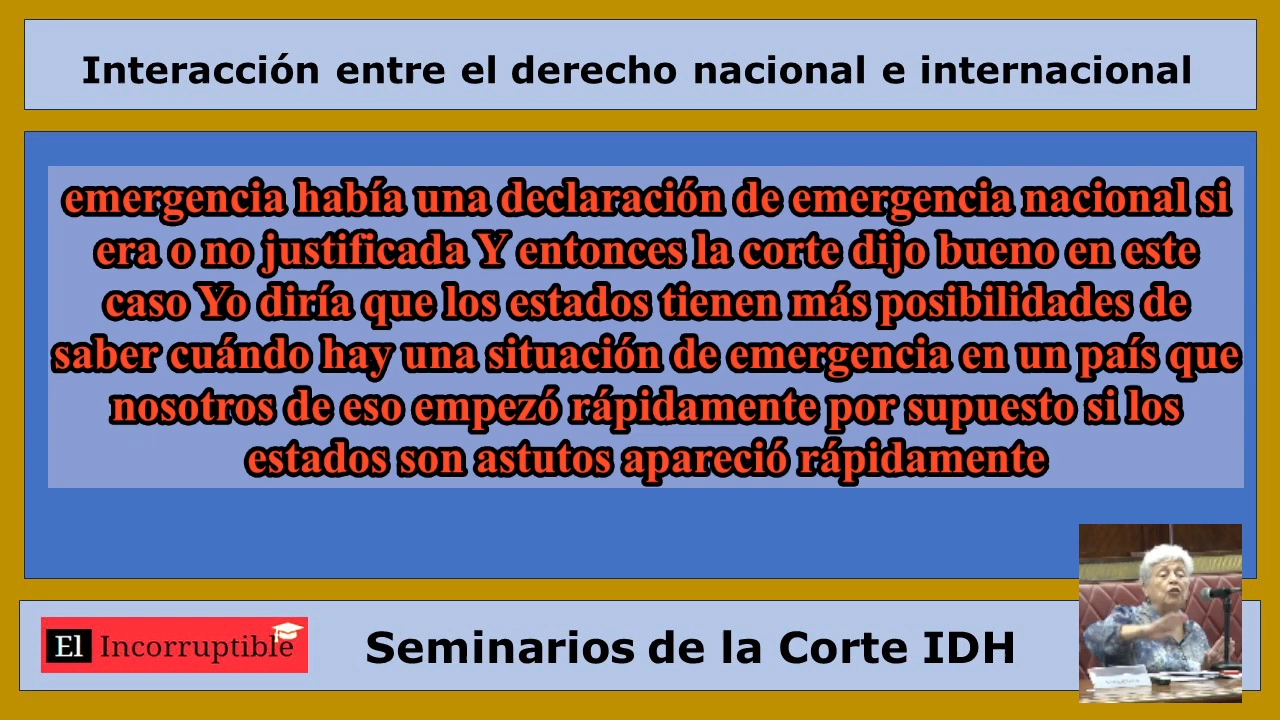 Interacción entre el derecho nacional e internacional
emergencia había una declaración de emergencia nacional si
era o no justificada Y entonces la corte dijo bueno en este
caso Yo diría que los estados tienen más posibilidades de
saber cuándo hay una situación de emergencia en un país que
nosotros de eso empezó rápidamente por supuesto si los
estados son astutos apareció rápidamente
El Incorruptible
Seminarios de la Corte IDH